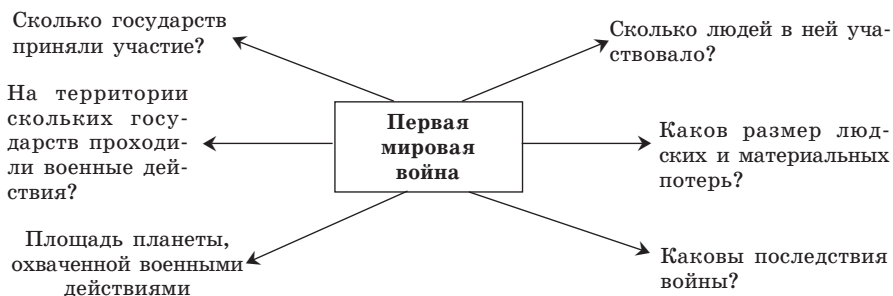 Сколько государств
приняли участие?
Сколько людей в ней уча-
ствовало?
На территории
скольких госу-
дарств проходи-
ли военные дей-
ствия?
Первая
мировая
война
Каков размер люд-
ских и материальных
потерь?
Площадь планеты,
охваченной военными
действиями
Каковы последствия
войны?